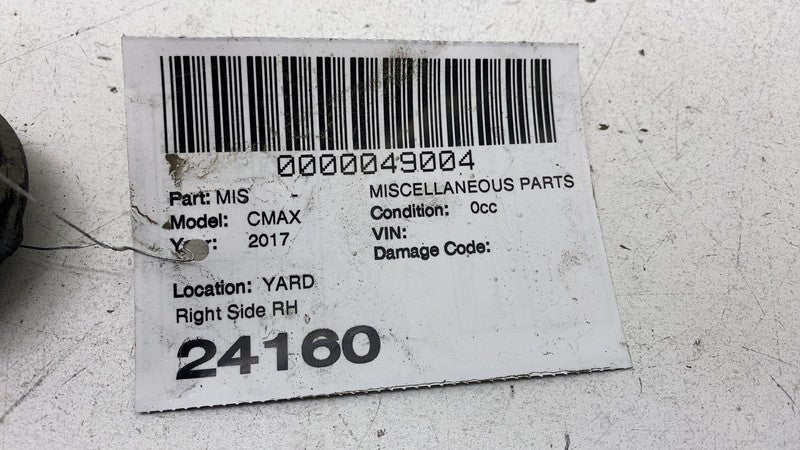 0000049004
Part: MIS - MISCELLANEOUS PARTS
Model: CMAX Condition: 0cc
Year: 2017 VIN:
Damage Code:
Location: YARD
Right Side RH
24160